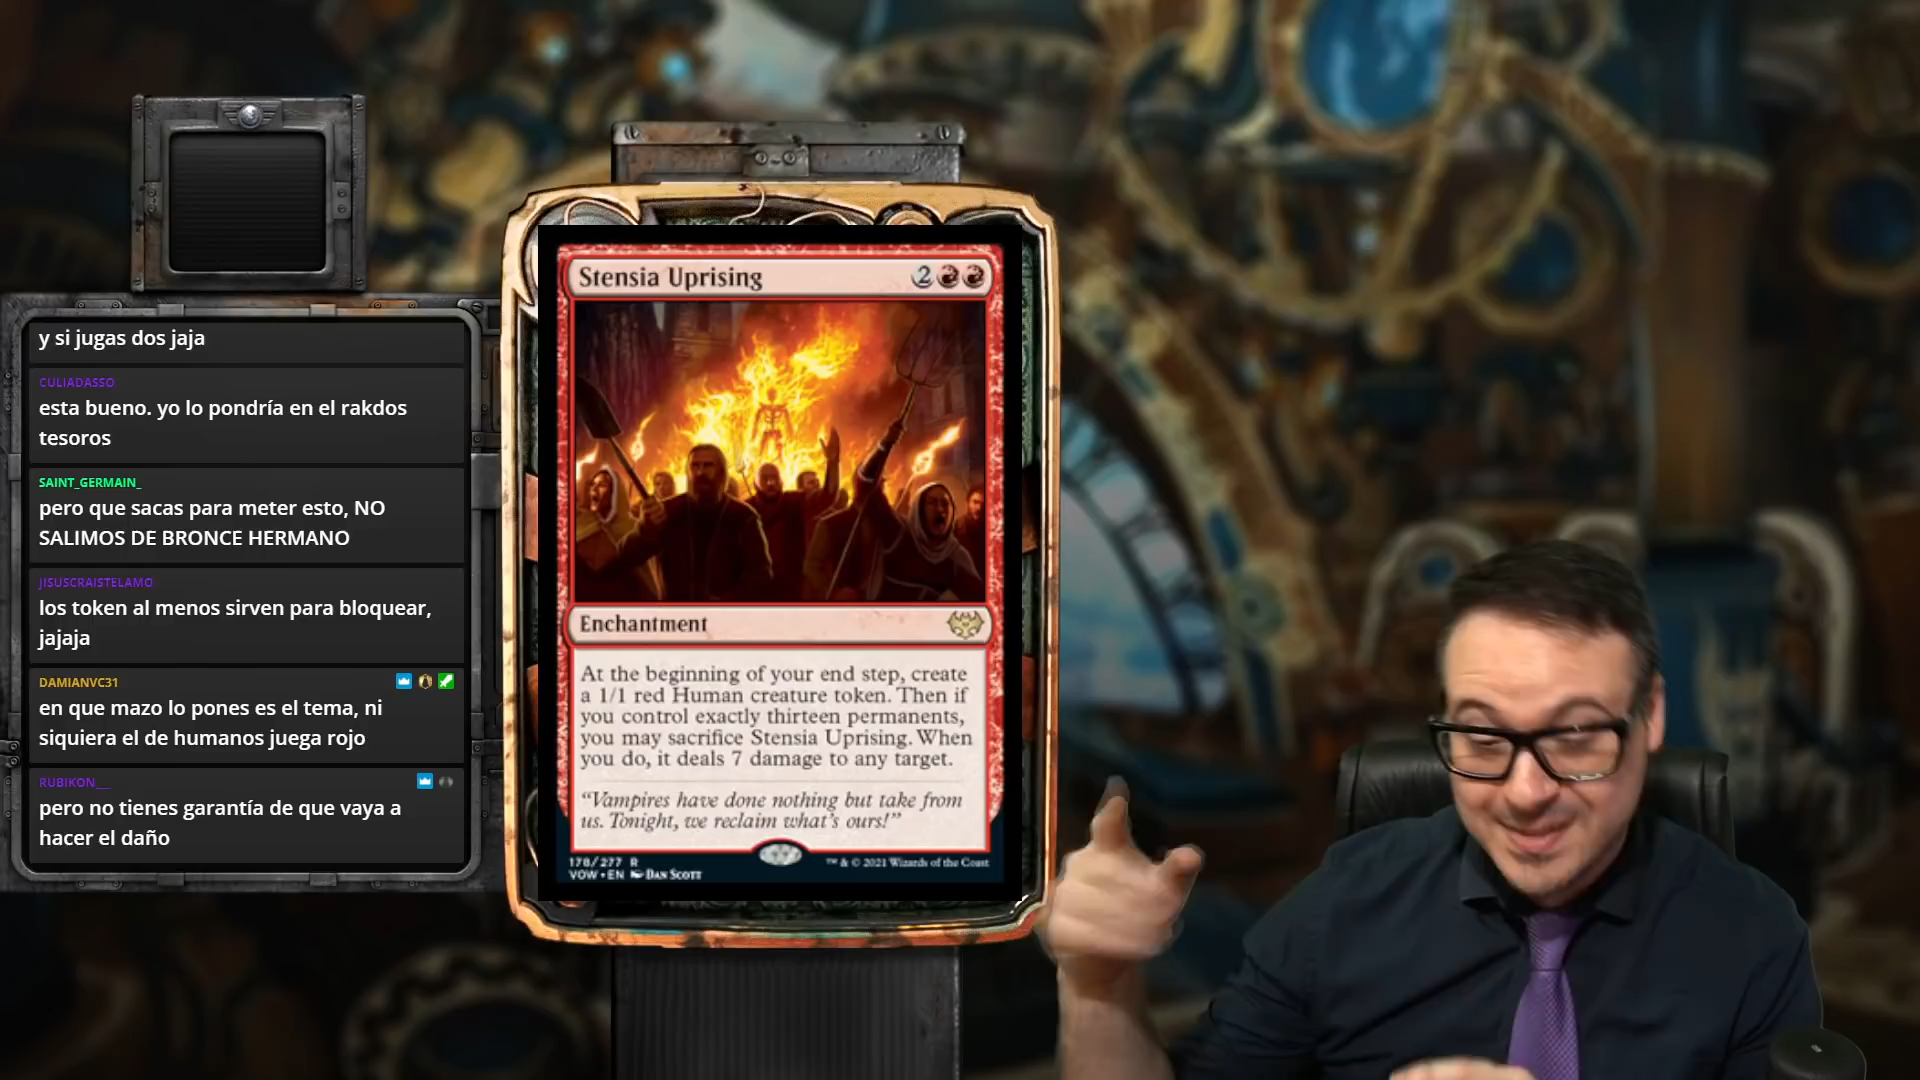 y si jugas dos jaja
CULIADASSO
esta bueno. yo lo pondría en el rakdos
tesoros
SAINT_GERMAIN_
pero que sacas para meter esto, NO
SALIMOS DE BRONCE HERMANO
JISUSCRAISTELAMO
los token al menos sirven para bloquear,
jajaja
DAMIANVC31
en que mazo lo pones es el tema, ni
siquiera el de humanos juega rojo
RUBIKON__
pero no tienes garantía de que vaya a
hacer el daño
Stensia Uprising 2
Enchantment
At the beginning of your end step, create
a 1/1 red Human creature token. Then if
you control exactly thirteen permanents,
you may sacrifice Stensia Uprising. When
you do, it deals 7 damage to any target.
“Vampires have done nothing but take from
us. Tonight, we reclaim what’s ours!”
178/277 R
VOW • EN DAN SCOTT
™ & © 2021 Wizards of the Coast